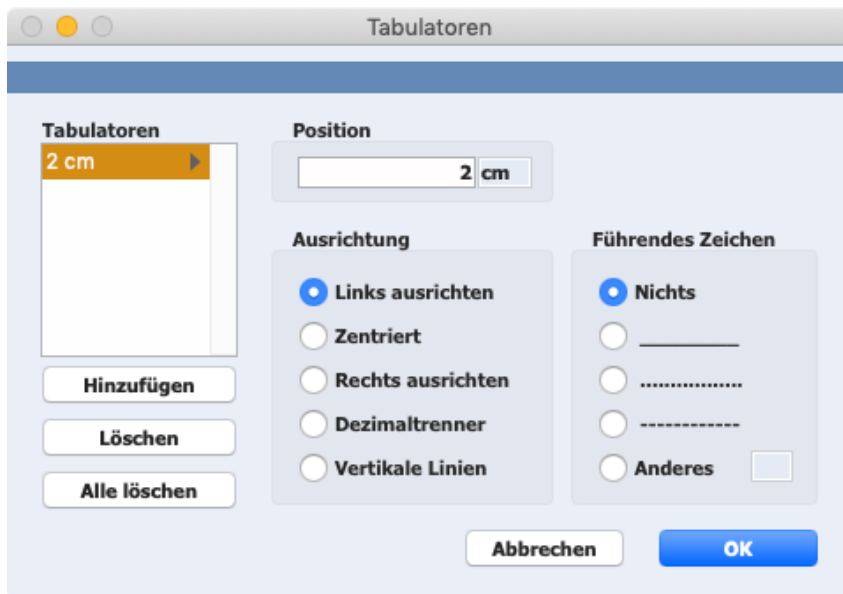 Tabulatoren
Tabulatoren
2 cm
Hinzufügen
Löschen
Alle löschen
Position
2 cm
Ausrichtung
Links ausrichten
Zentriert
Rechts ausrichten
Dezimaltrenner
Vertikale Linien
Führendes Zeichen
Nichts
__________
.................
------------
Anderes
Abbrechen
OK